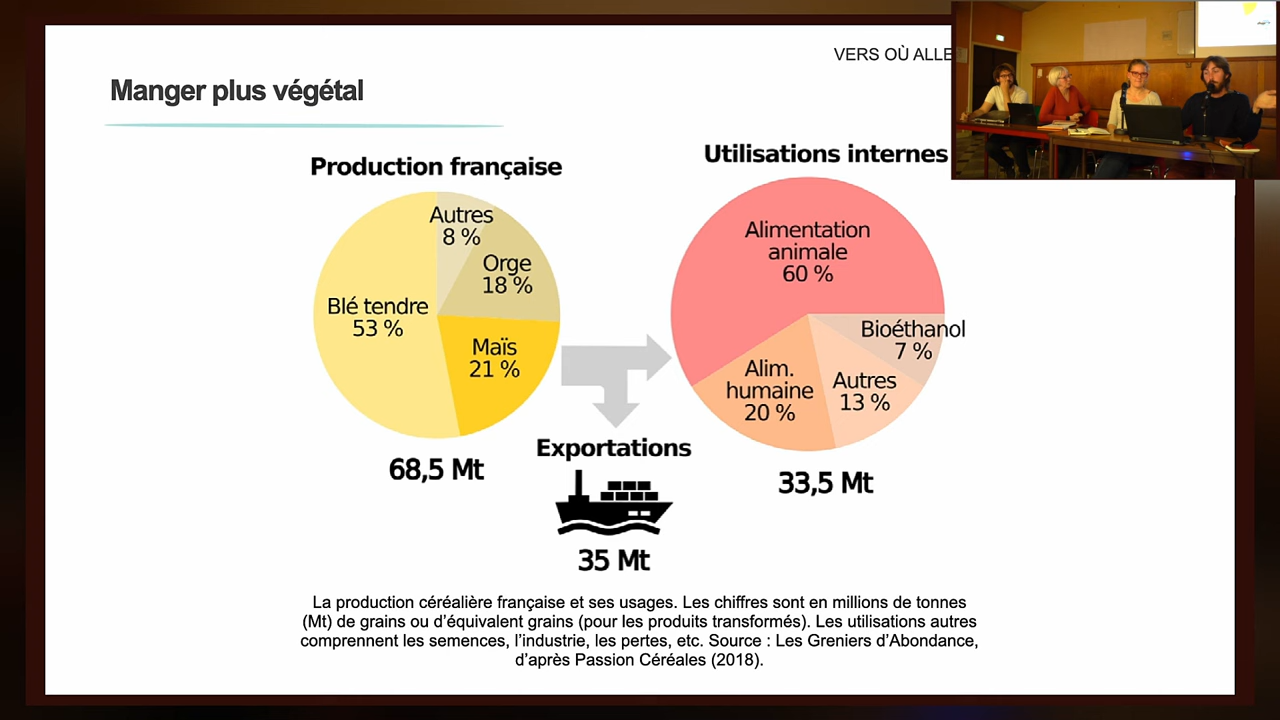 VERS OÙ ALLE
Manger plus végétal
Production française
Autres
8 %
Orge
18 %
Blé tendre
53 %
Maïs
21 %
68,5 Mt
Utilisations internes
Alimentation
animale
60 %
Bioéthanol
7 %
Alim.
humaine
20 %
Autres
13 %
33,5 Mt
Exportations
35 Mt
La production céréalière française et ses usages. Les chiffres sont en millions de tonnes
(Mt) de grains ou d’équivalent grains (pour les produits transformés). Les utilisations autres
comprennent les semences, l’industrie, les pertes, etc. Source : Les Greniers d’Abondance,
d’après Passion Céréales (2018).